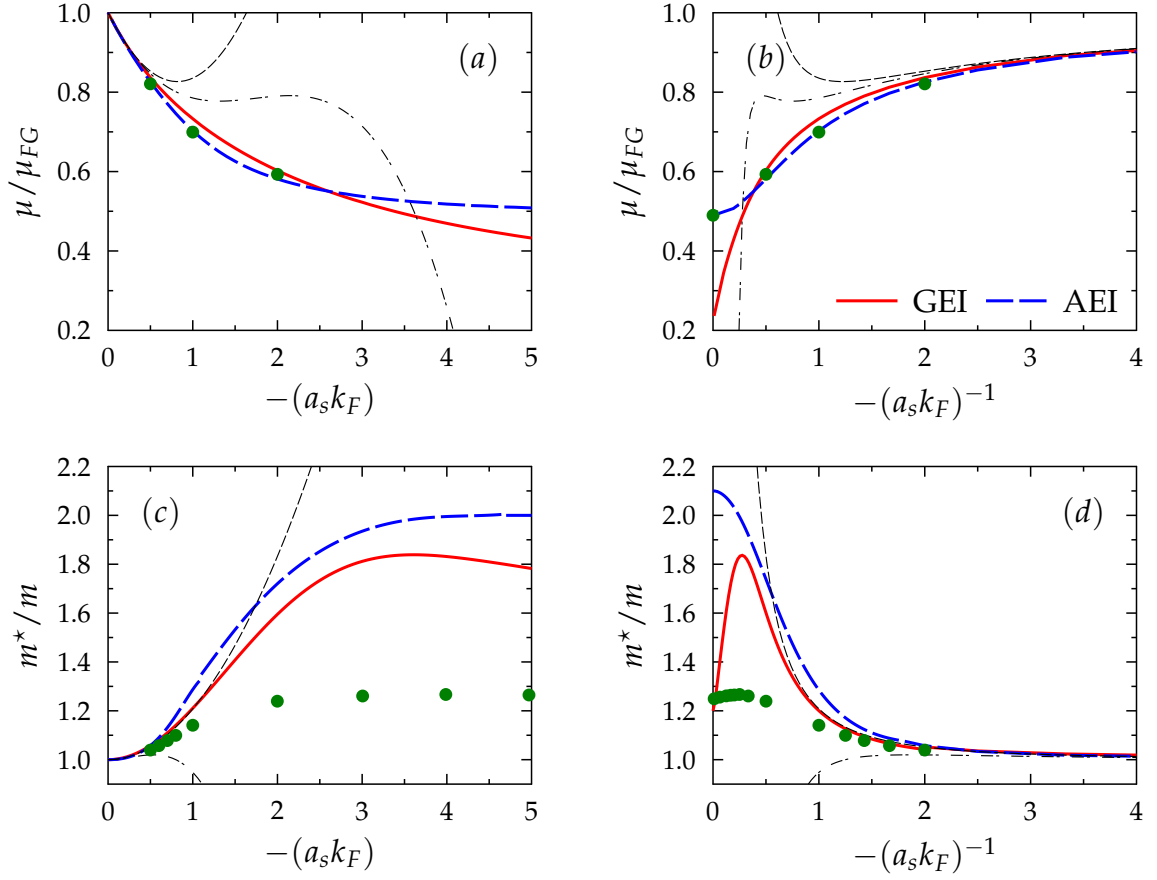 (a)
μ / μ_FG
1.0
0.8
0.6
0.4
0.2
0 1 2 3 4 5
−(a_s k_F)
(b)
μ / μ_FG
1.0
0.8
0.6
0.4
0.2
GEI AEI
0 1 2 3 4
−(a_s k_F)^{−1}
(c)
m⋆/m
2.2
2.0
1.8
1.6
1.4
1.2
1.0
0 1 2 3 4 5
−(a_s k_F)
(d)
m⋆/m
2.2
2.0
1.8
1.6
1.4
1.2
1.0
0 1 2 3 4
−(a_s k_F)^{−1}